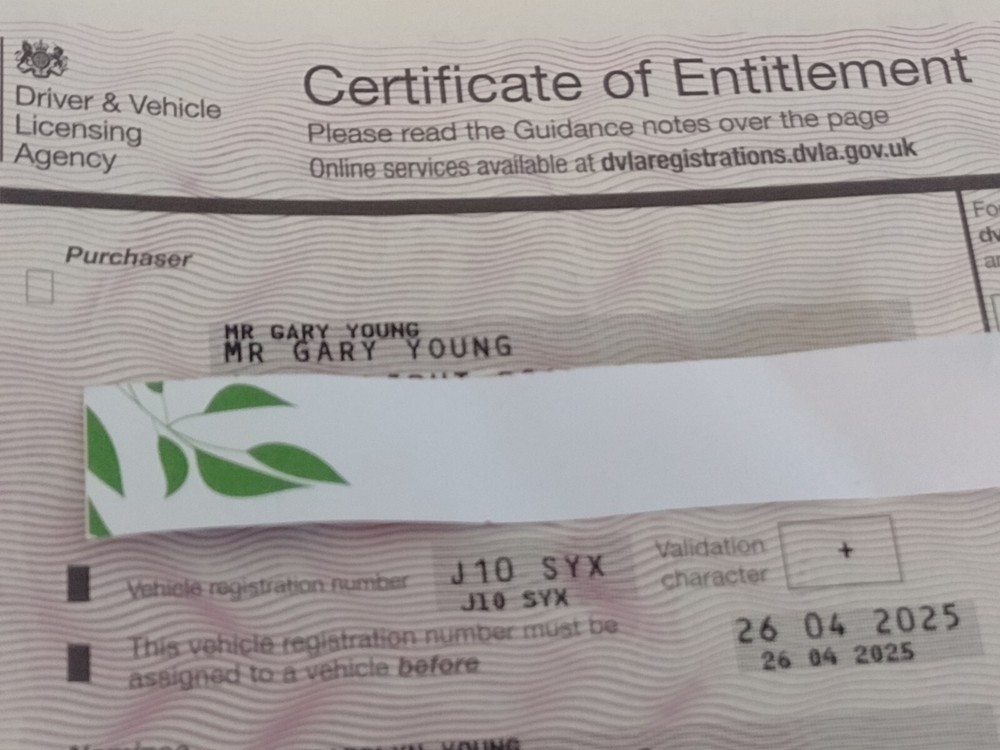 Driver & Vehicle
Licensing
Agency
Certificate of Entitlement
Please read the Guidance notes over the page
Online services available at dvlaregistrations.dvla.gov.uk
Purchaser
MR GARY YOUNG
MR GARY YOUNG
Vehicle registration number
J10 SYX
J10 SYX
Validation
character
+
This vehicle registration number must be
assigned to a vehicle before
26 04 2025
26 04 2025
YOUNG